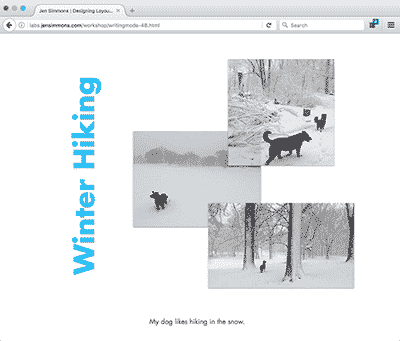 Jen Simmons | Designing Layou...
labs.jensimmons.com/workshop/writingmode-4B.html
Search
Winter Hiking
My dog likes hiking in the snow.